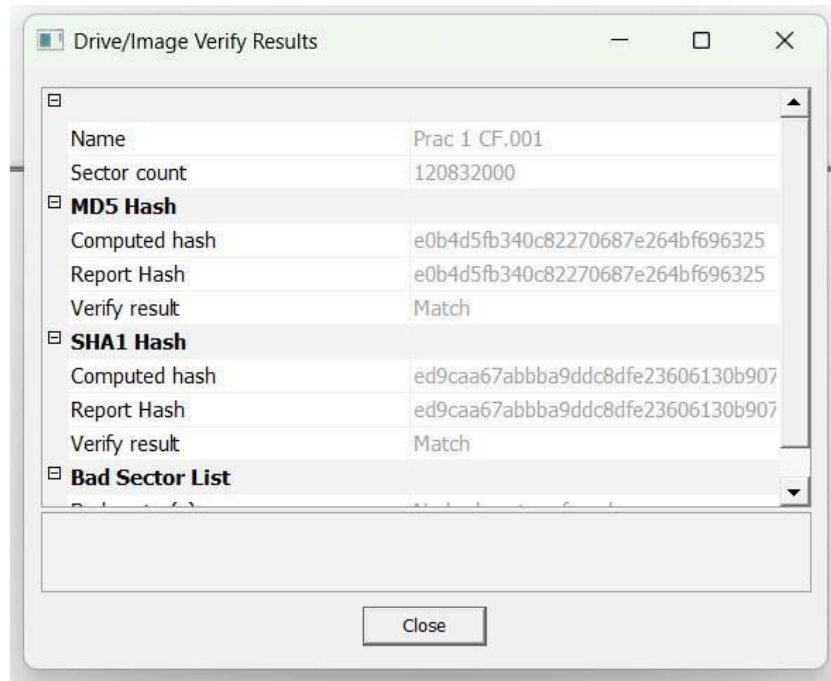 Drive/Image Verify Results
Name Prac 1 CF.001
Sector count 120832000
MD5 Hash
Computed hash e0b4d5fb340c82270687e264bf696325
Report Hash e0b4d5fb340c82270687e264bf696325
Verify result Match
SHA1 Hash
Computed hash ed9caa67abbba9ddc8dfe23606130b907
Report Hash ed9caa67abbba9ddc8dfe23606130b907
Verify result Match
Bad Sector List
Close